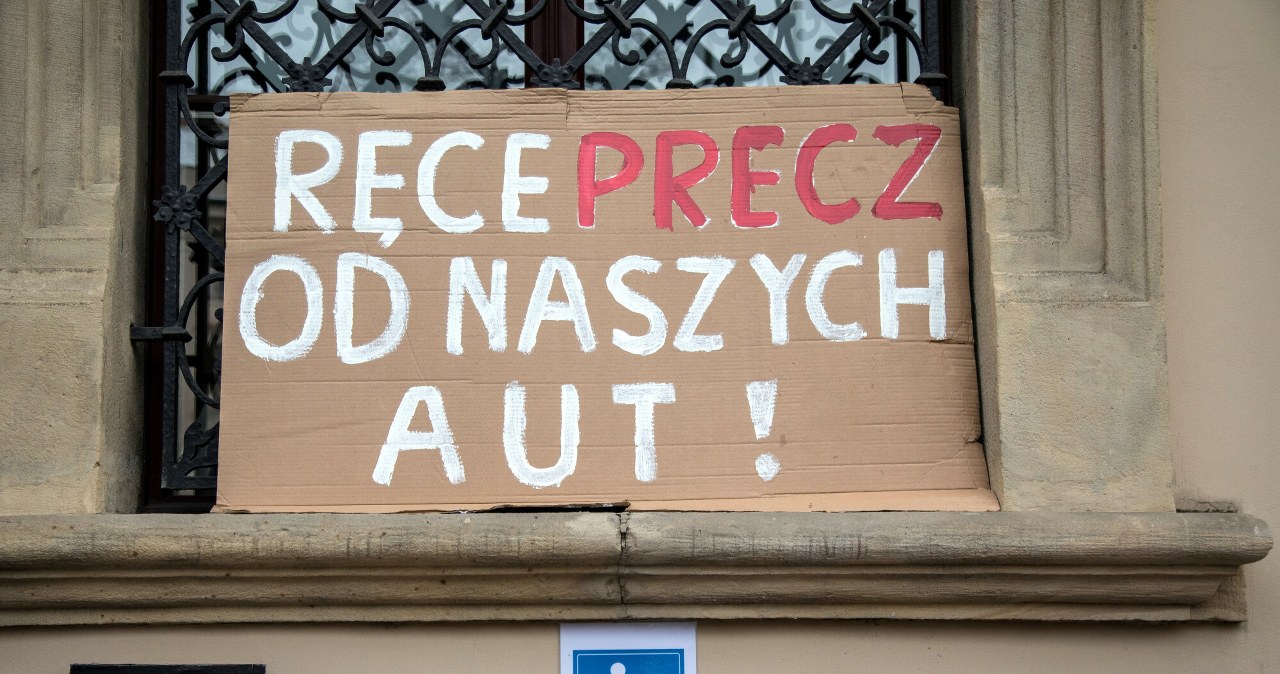 RĘCE PRECZ
OD NASZYCH
AUT !